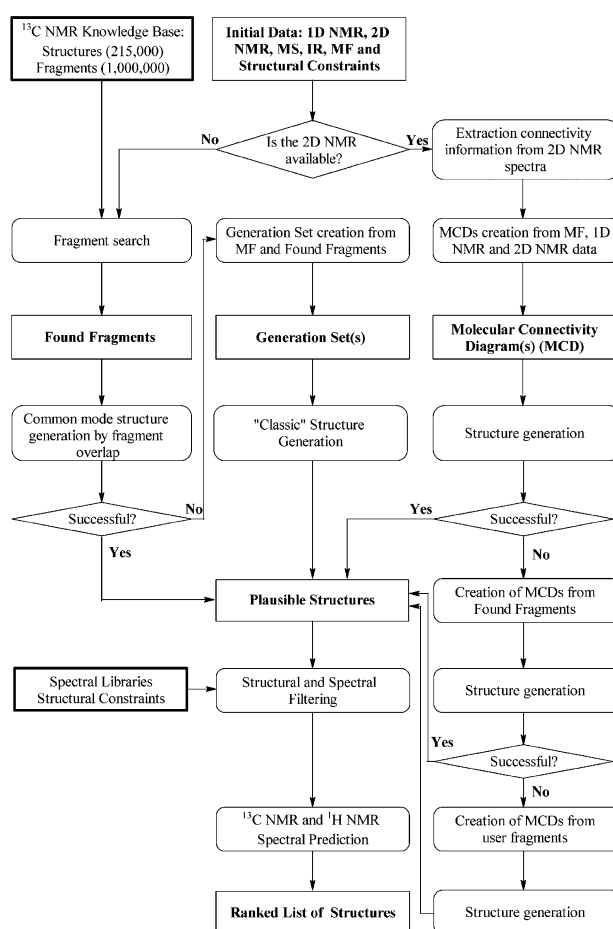 ¹³C NMR Knowledge Base:
Structures (215,000)
Fragments (1,000,000)
Initial Data: 1D NMR, 2D
NMR, MS, IR, MF and
Structural Constraints
No
Is the 2D NMR
available?
Yes
Extraction connectivity
information from 2D NMR
spectra
Fragment search
Generation Set creation from
MF and Found Fragments
MCDs creation from MF, 1D
NMR and 2D NMR data
Found Fragments
Generation Set(s)
Molecular Connectivity
Diagram(s) (MCD)
Common mode structure
generation by fragment
overlap
"Classic" Structure
Generation
Structure generation
Successful?
No
Yes
Yes
Successful?
No
Plausible Structures
Creation of MCDs from
Found Fragments
Spectral Libraries
Structural Constraints
Structural and Spectral
Filtering
Structure generation
Yes
Successful?
No
¹³C NMR and ¹H NMR
Spectral Prediction
Creation of MCDs from
user fragments
Ranked List of Structures
Structure generation